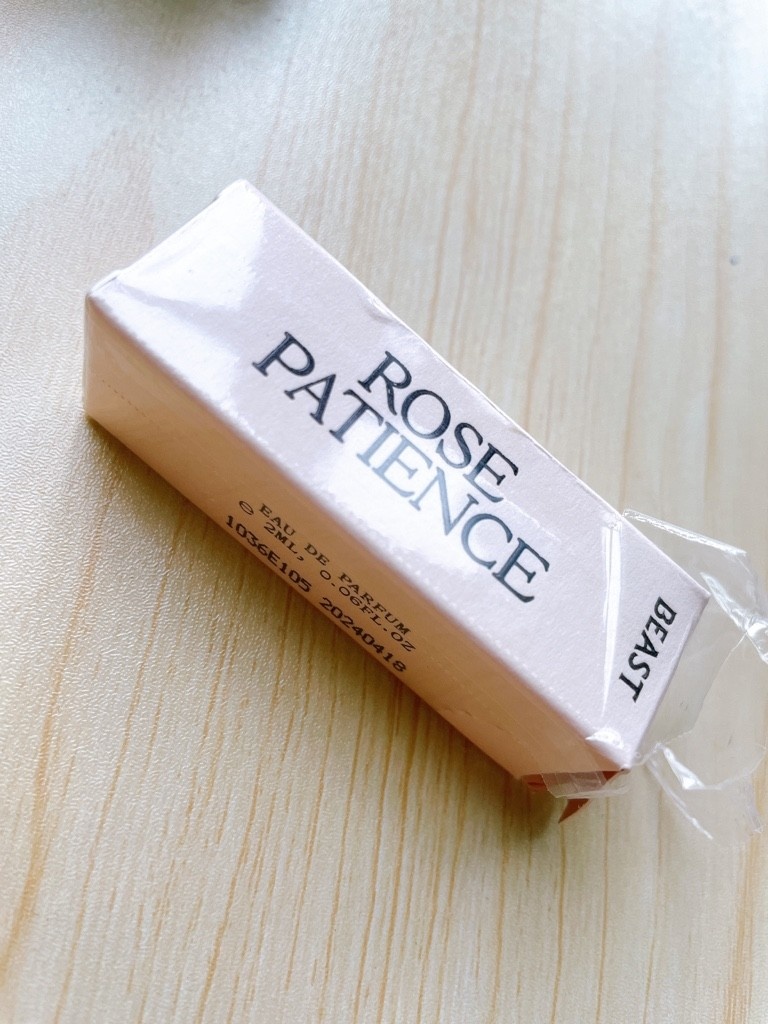 ROSE
PATIENCE
BEAST
EAU DE PARFUM
℮ 2ML, 0.06FL.OZ
1036E105 20240418